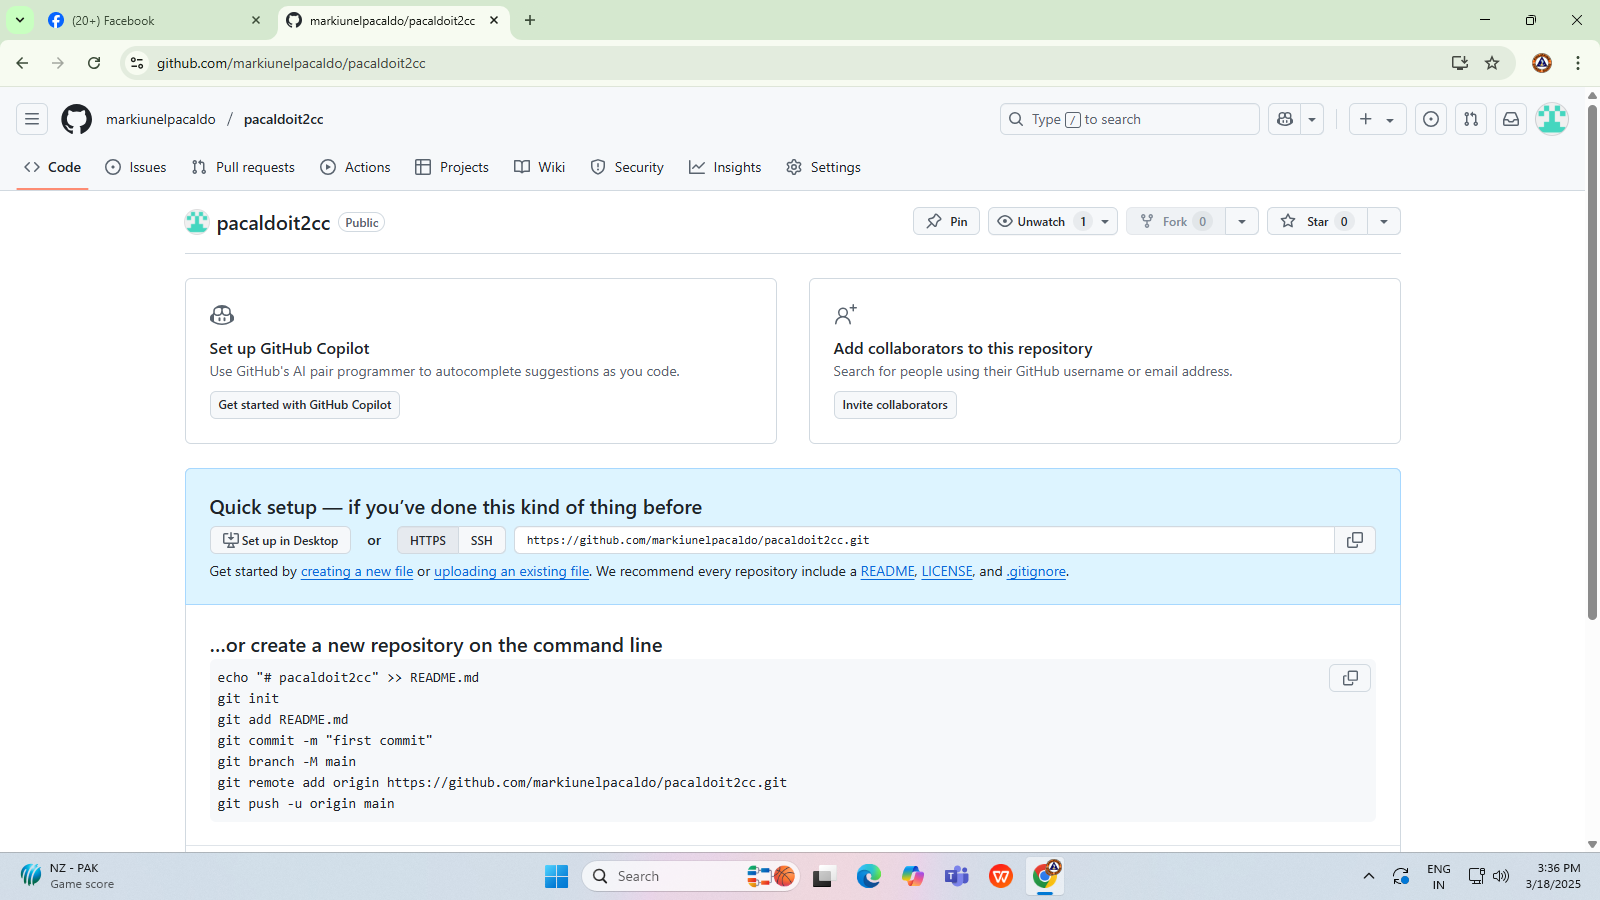 (20+) Facebook
markiunelpacaldo/pacaldoit2cc
github.com/markiunelpacaldo/pacaldoit2cc
markiunelpacaldo / pacaldoit2cc
Type / to search
Code Issues Pull requests Actions Projects Wiki Security Insights Settings
pacaldoit2cc Public
Pin Unwatch 1 Fork 0 Star 0
Set up GitHub Copilot
Use GitHub's AI pair programmer to autocomplete suggestions as you code.
Get started with GitHub Copilot
Add collaborators to this repository
Search for people using their GitHub username or email address.
Invite collaborators
Quick setup — if you’ve done this kind of thing before
Set up in Desktop or HTTPS SSH https://github.com/markiunelpacaldo/pacaldoit2cc.git
Get started by creating a new file or uploading an existing file. We recommend every repository include a README, LICENSE, and .gitignore.
…or create a new repository on the command line
echo "# pacaldoit2cc" >> README.md
git init
git add README.md
git commit -m "first commit"
git branch -M main
git remote add origin https://github.com/markiunelpacaldo/pacaldoit2cc.git
git push -u origin main
NZ - PAK
Game score
Search
ENG
IN
3:36 PM
3/18/2025